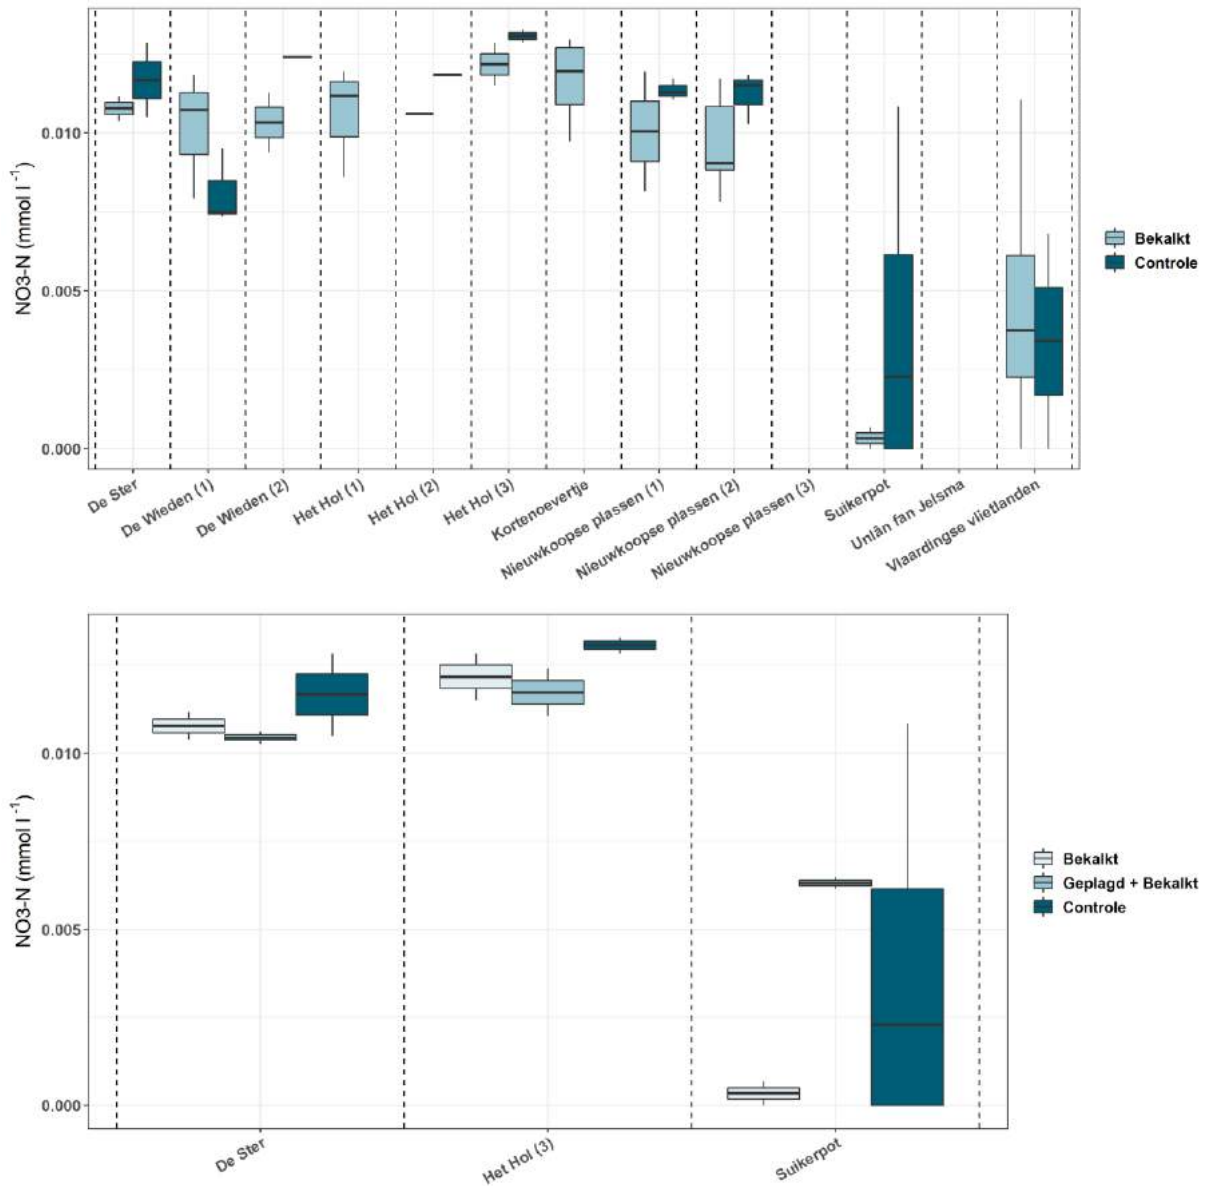 NO3-N (mmol l⁻¹)
0.010
0.005
0.000
De Ster
De Wieden (1)
De Wieden (2)
Het Hol (1)
Het Hol (2)
Het Hol (3)
Kortenoevertje
Nieuwkoopse plassen (1)
Nieuwkoopse plassen (2)
Nieuwkoopse plassen (3)
Suikerpot
Unlân fan Jelsma
Vlaardingse vlietlanden
Bekalkt
Controle
NO3-N (mmol l⁻¹)
0.010
0.005
0.000
De Ster
Het Hol (3)
Suikerpot
Bekalkt
Geplagd + Bekalkt
Controle